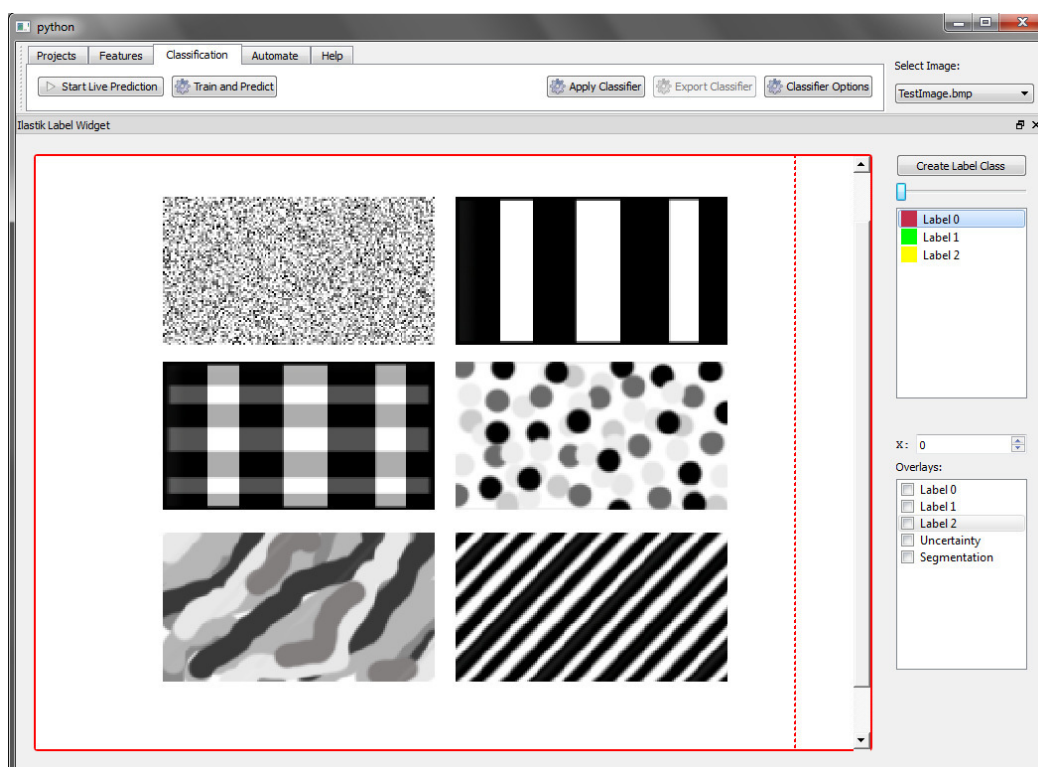 python
Projects Features Classification Automate Help
Start Live Prediction Train and Predict Apply Classifier Export Classifier Classifier Options
Select Image:
TestImage.bmp
Ilastik Label Widget
Create Label Class
Label 0
Label 1
Label 2
X: 0
Overlays:
Label 0
Label 1
Label 2
Uncertainty
Segmentation